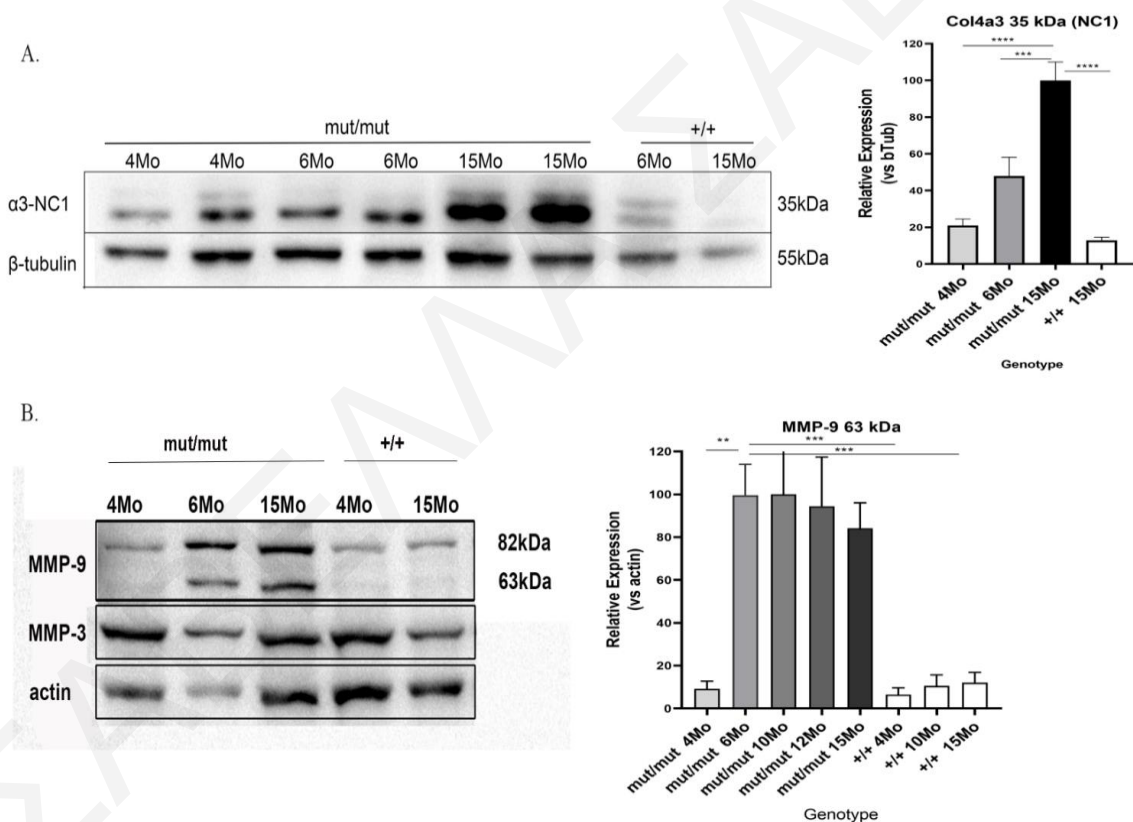 A.
mut/mut
+/+
4Mo 4Mo 6Mo 6Mo 15Mo 15Mo 6Mo 15Mo
α3-NC1
35kDa
β-tubulin
55kDa
Col4a3 35 kDa (NC1)
****
***
****
Relative Expression
(vs bTub)
120
100
80
60
40
20
0
mut/mut 4Mo
mut/mut 6Mo
mut/mut 15Mo
+/+ 15Mo
Genotype
B.
mut/mut
+/+
4Mo 6Mo 15Mo 4Mo 15Mo
MMP-9
82kDa
63kDa
MMP-3
actin
MMP-9 63 kDa
**
***
***
Relative Expression
(vs actin)
120
100
80
60
40
20
0
mut/mut 4Mo
mut/mut 6Mo
mut/mut 10Mo
mut/mut 12Mo
mut/mut 15Mo
+/+ 4Mo
+/+ 10Mo
+/+ 15Mo
Genotype